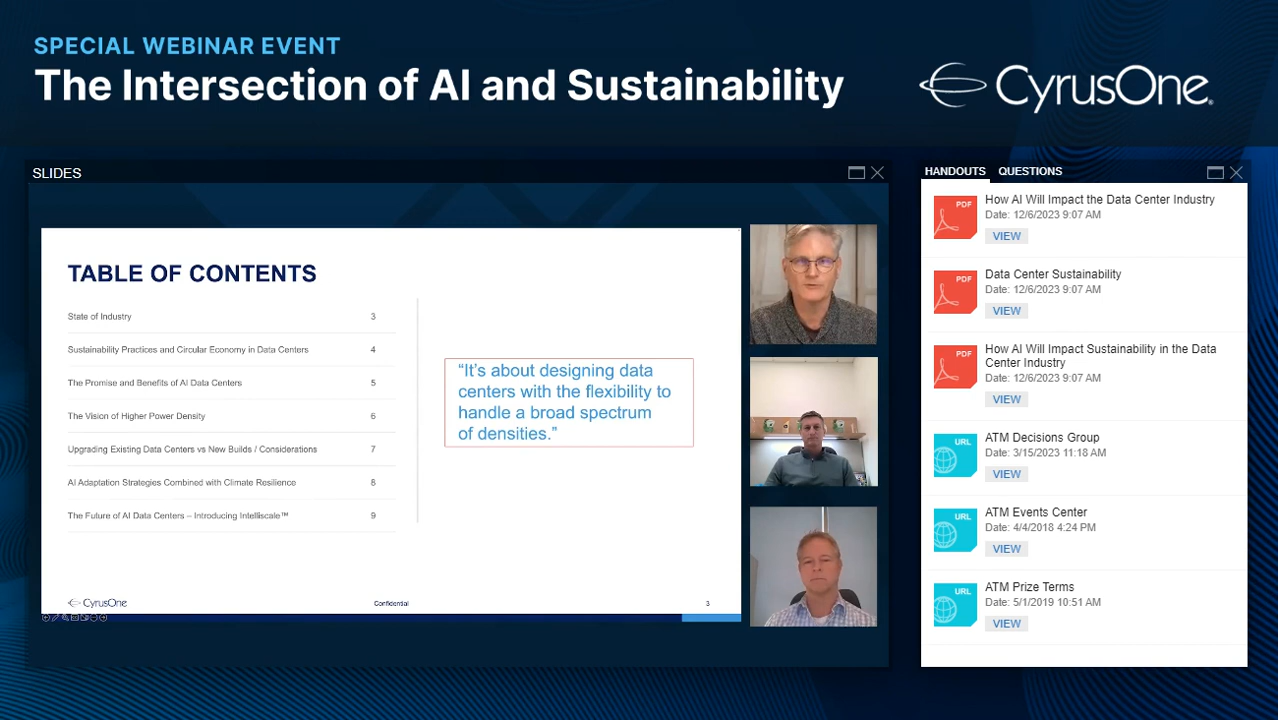 SPECIAL WEBINAR EVENT
The Intersection of AI and Sustainability
CyrusOne.
SLIDES
TABLE OF CONTENTS
State of Industry 3
Sustainability Practices and Circular Economy in Data Centers 4
The Promise and Benefits of AI Data Centers 5
The Vision of Higher Power Density 6
Upgrading Existing Data Centers vs New Builds / Considerations 7
AI Adaptation Strategies Combined with Climate Resilience 8
The Future of AI Data Centers – Introducing Intelliscale™ 9
“It’s about designing data
centers with the flexibility to
handle a broad spectrum
of densities.”
CyrusOne Confidential 3
HANDOUTS QUESTIONS
PDF
How AI Will Impact the Data Center Industry
Date: 12/6/2023 9:07 AM
VIEW
PDF
Data Center Sustainability
Date: 12/6/2023 9:07 AM
VIEW
PDF
How AI Will Impact Sustainability in the Data
Center Industry
Date: 12/6/2023 9:07 AM
VIEW
URL
ATM Decisions Group
Date: 3/15/2023 11:18 AM
VIEW
URL
ATM Events Center
Date: 4/4/2018 4:24 PM
VIEW
URL
ATM Prize Terms
Date: 5/1/2019 10:51 AM
VIEW